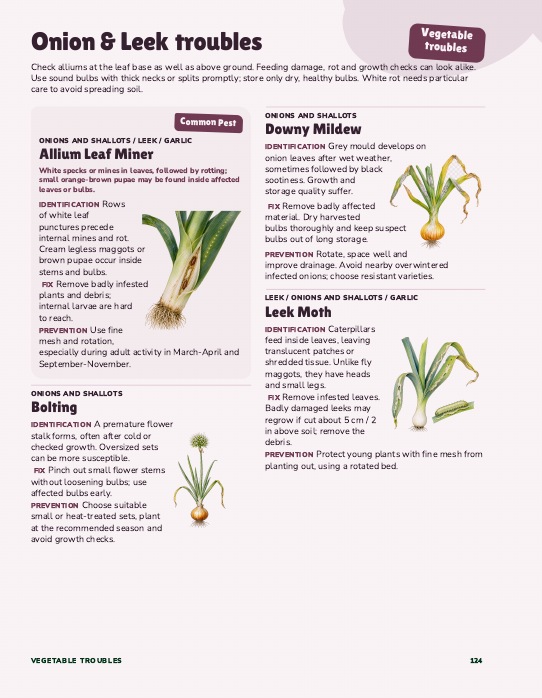 Onion & Leek troubles
Vegetable
troubles
Check alliums at the leaf base as well as above ground. Feeding damage, rot and growth checks can look alike.
Use sound bulbs with thick necks or splits promptly; store only dry, healthy bulbs. White rot needs particular
care to avoid spreading soil.
Common Pest
ONIONS AND SHALLOTS / LEEK / GARLIC
Allium Leaf Miner
White specks or mines in leaves, followed by rotting;
small orange-brown pupae may be found inside affected
leaves or bulbs.
IDENTIFICATION Rows
of white leaf
punctures precede
internal mines and rot.
Cream legless maggots or
brown pupae occur inside
stems and bulbs.
FIX Remove badly infested
plants and debris;
internal larvae are hard
to reach.
PREVENTION Use fine
mesh and rotation,
especially during adult activity in March-April and
September-November.
ONIONS AND SHALLOTS
Bolting
IDENTIFICATION A premature flower
stalk forms, often after cold or
checked growth. Oversized sets
can be more susceptible.
FIX Pinch out small flower stems
without loosening bulbs; use
affected bulbs early.
PREVENTION Choose suitable
small or heat-treated sets, plant
at the recommended season and
avoid growth checks.
ONIONS AND SHALLOTS
Downy Mildew
IDENTIFICATION Grey mould develops on
onion leaves after wet weather,
sometimes followed by black
sootiness. Growth and
storage quality suffer.
FIX Remove badly affected
material. Dry harvested
bulbs thoroughly and keep suspect
bulbs out of long storage.
PREVENTION Rotate, space well and
improve drainage. Avoid nearby overwintered
infected onions; choose resistant varieties.
LEEK / ONIONS AND SHALLOTS / GARLIC
Leek Moth
IDENTIFICATION Caterpillars
feed inside leaves, leaving
translucent patches or
shredded tissue. Unlike fly
maggots, they have heads
and small legs.
FIX Remove infested leaves.
Badly damaged leeks may
regrow if cut about 5 cm / 2
in above soil; remove the
debris.
PREVENTION Protect young plants with fine mesh from
planting out, using a rotated bed.
VEGETABLE TROUBLES
124